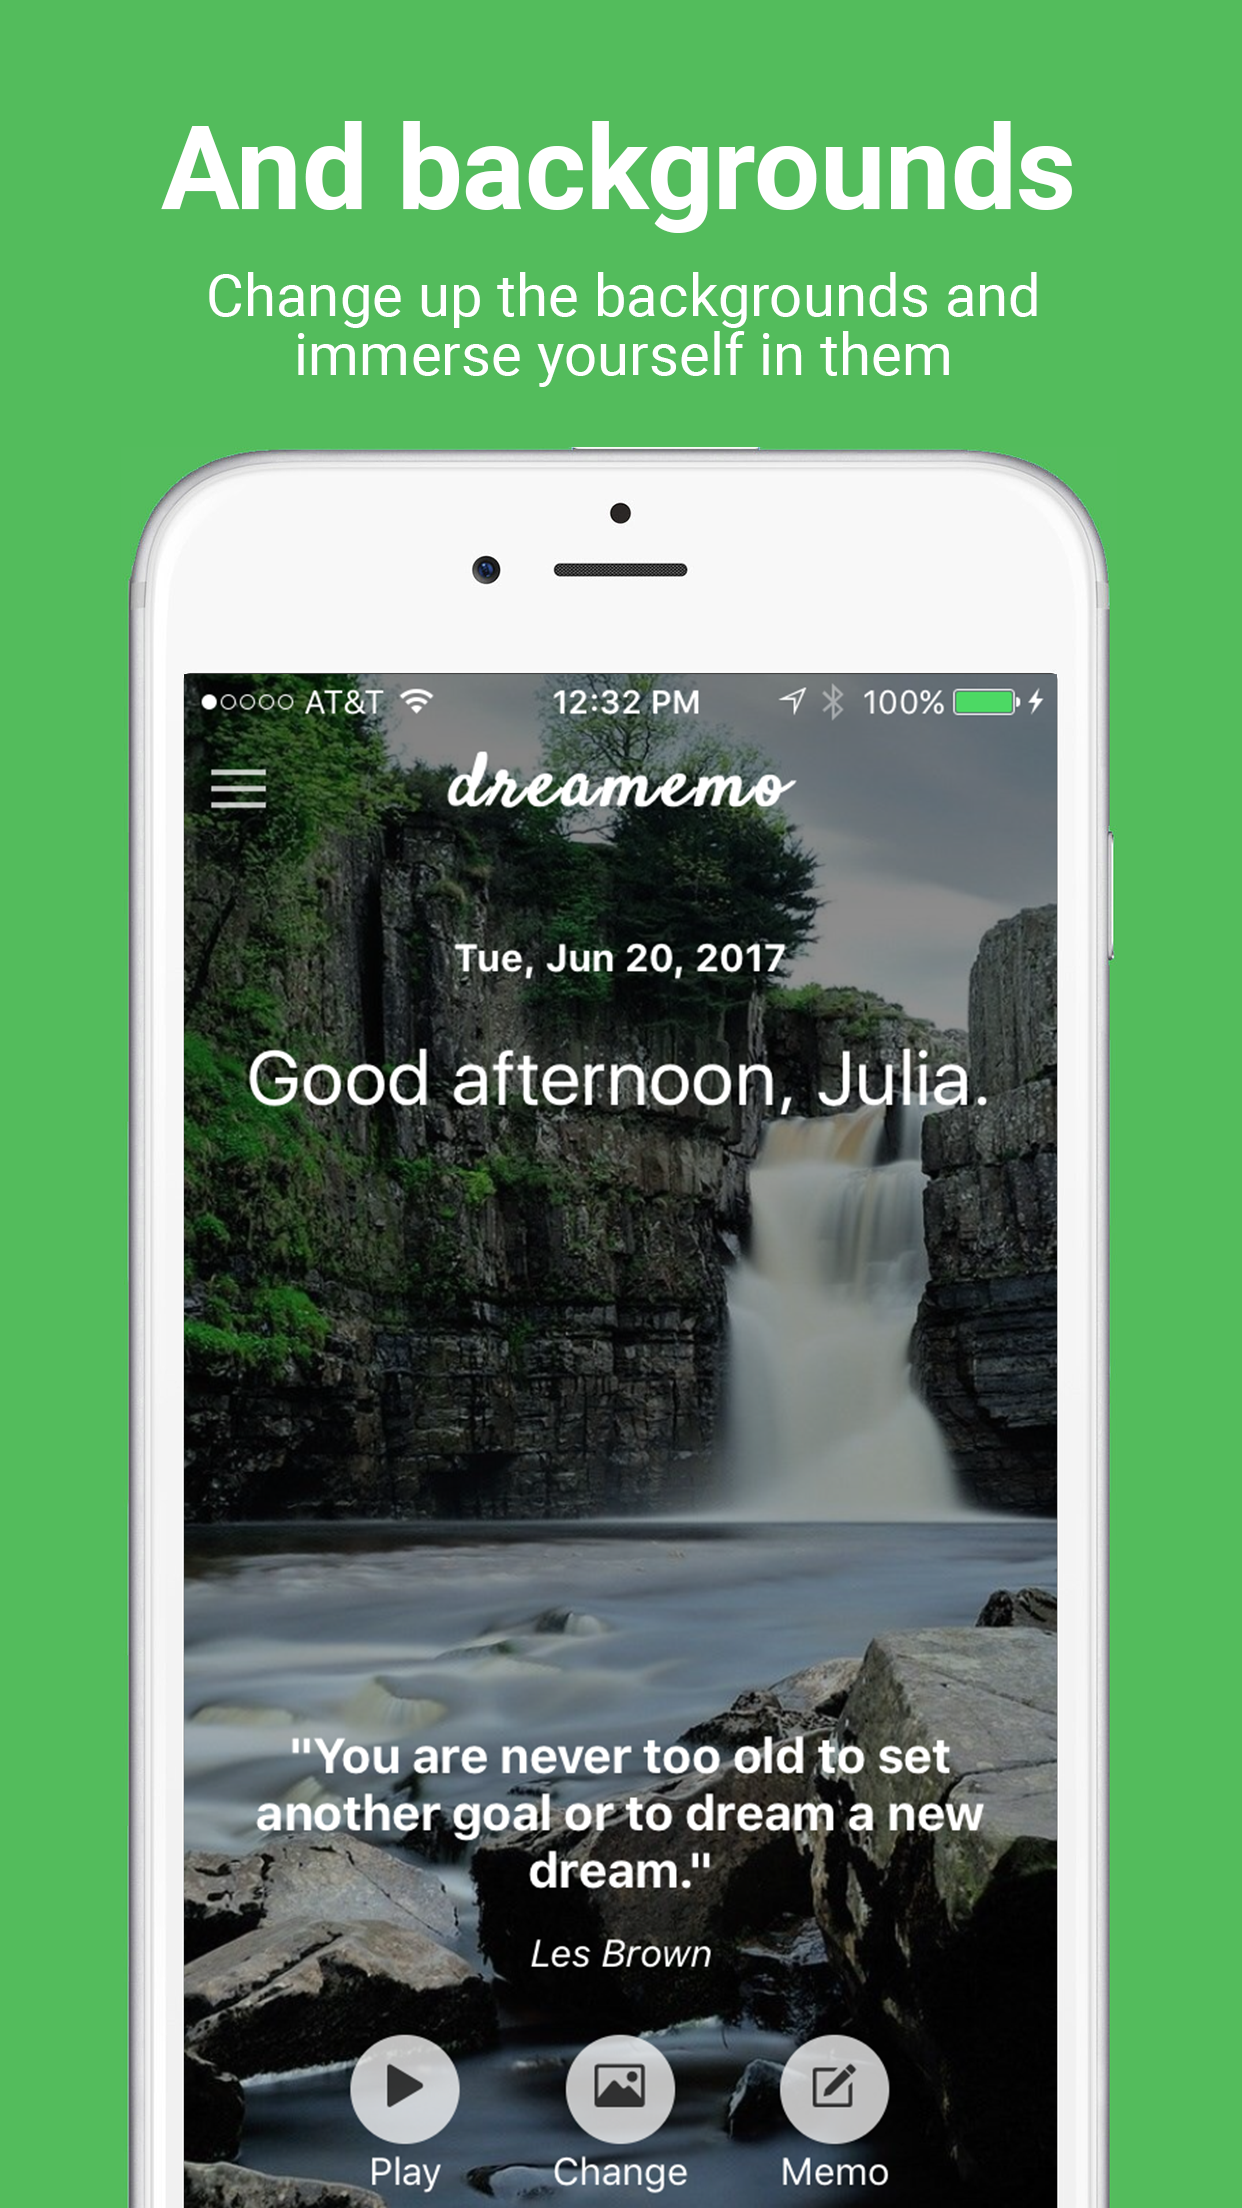 And backgrounds
Change up the backgrounds and
immerse yourself in them
AT&T 12:32 PM 100%
dreamemo
Tue, Jun 20, 2017
Good afternoon, Julia.
"You are never too old to set
another goal or to dream a new
dream."
Les Brown
Play Change Memo